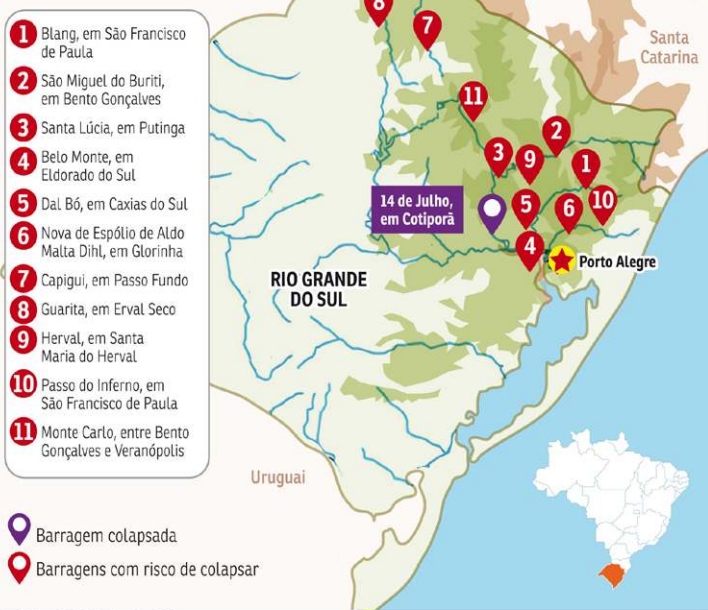 1 Blang, em São Francisco
de Paula
2 São Miguel do Buriti,
em Bento Gonçalves
3 Santa Lúcia, em Putinga
4 Belo Monte, em
Eldorado do Sul
5 Dal Bó, em Caxias do Sul
6 Nova de Espólio de Aldo
Malta Dihl, em Glorinha
7 Capigui, em Passo Fundo
8 Guarita, em Erval Seco
9 Herval, em Santa
Maria do Herval
10 Passo do Inferno, em
São Francisco de Paula
11 Monte Carlo, entre Bento
Gonçalves e Veranópolis
Barragem colapsada
Barragens com risco de colapsar
8
7
Santa
Catarina
11
2
3
9
1
14 de Julho,
em Cotiporã
5
6
10
4
Porto Alegre
RIO GRANDE
DO SUL
Uruguai